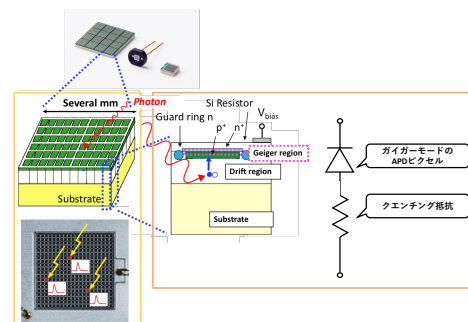 Several mm
Photon
Si Resistor
Guard ring n
V bias
p+
n+
Geiger region
Drift region
Substrate
Substrate
ガイガーモードの
APDピクセル
クエンチング抵抗